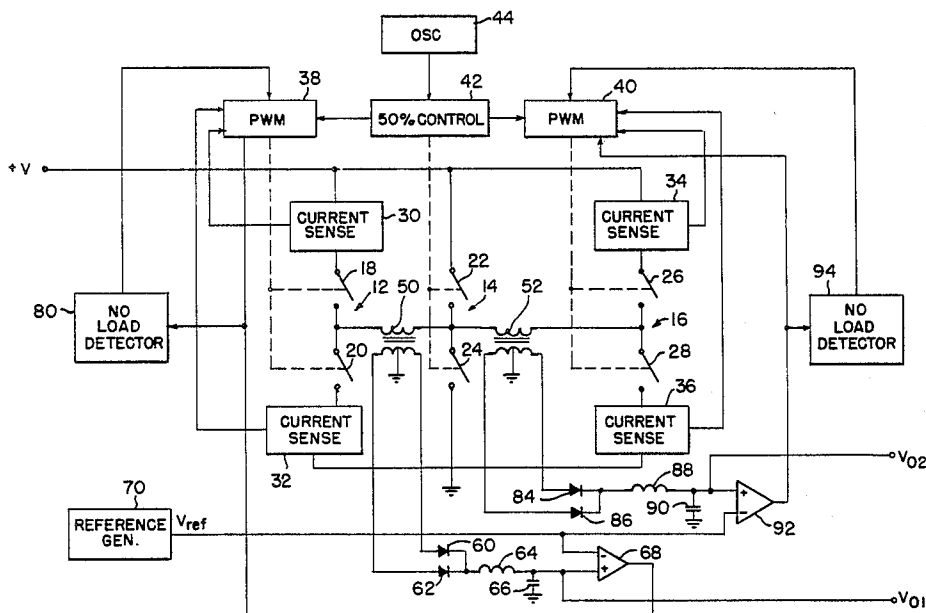 44
OSC
38
PWM
42
50% CONTROL
40
PWM
+V
CURRENT
SENSE
30
34
CURRENT
SENSE
18
12
50
22
14
52
26
94
80
NO
LOAD
DETECTOR
16
NO
LOAD
DETECTOR
20
24
28
36
CURRENT
SENSE
32
CURRENT
SENSE
70
REFERENCE
GEN.
Vref
84
86
88
90
+
−
92
VO2
60
62
64
66
−
+
68
VO1